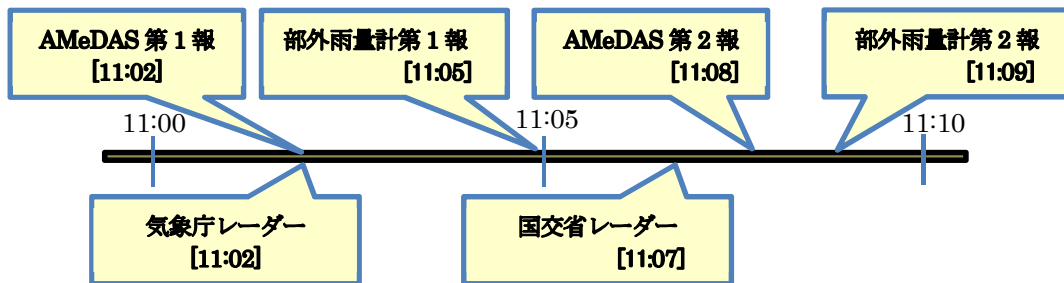 AMeDAS 第 1 報
[11:02]
部外雨量計第 1 報
[11:05]
AMeDAS 第 2 報
[11:08]
部外雨量計第 2 報
[11:09]
11:00
11:05
11:10
気象庁レーダー
[11:02]
国交省レーダー
[11:07]